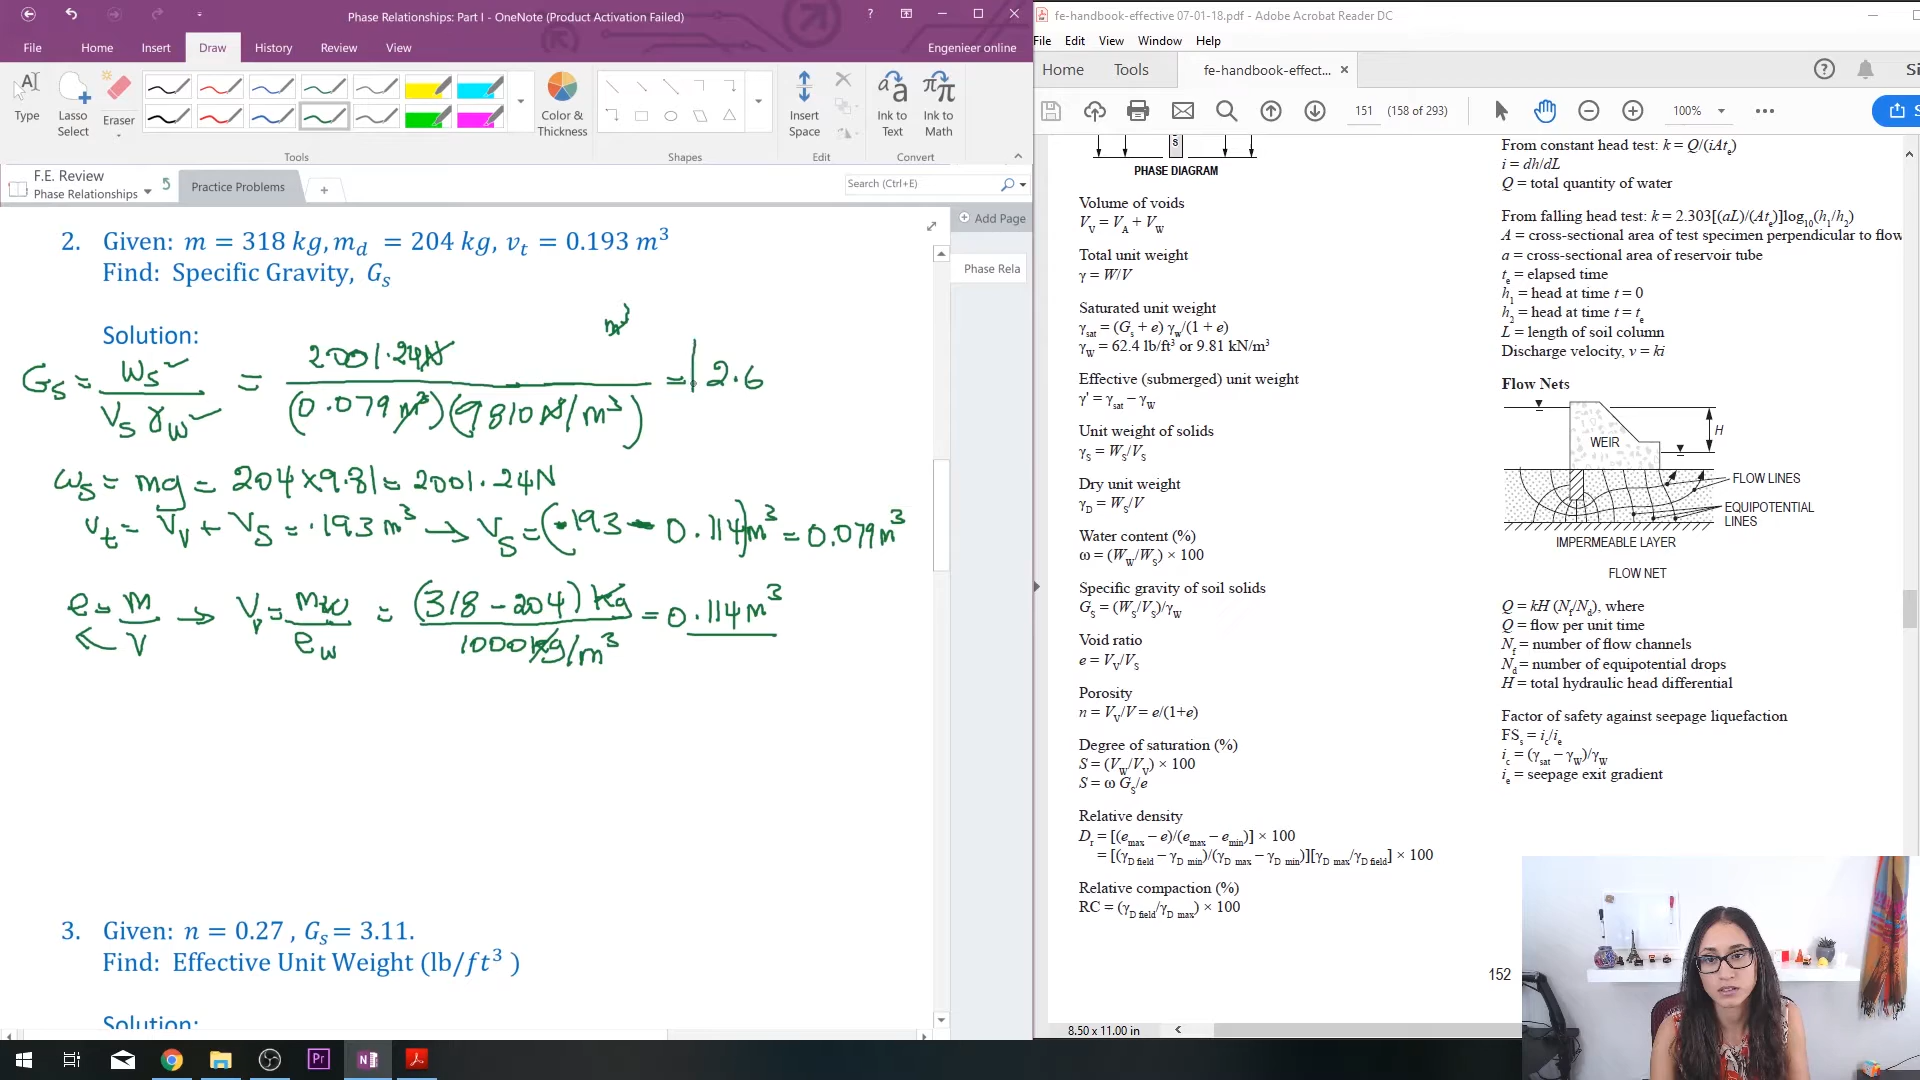 Phase Relationships: Part I - OneNote (Product Activation Failed)
File Home Insert Draw History Review View Engenieer online
Type
Lasso Select
Eraser
Color & Thickness
Insert Space
Ink to Text
Ink to Math
Tools Shapes Edit Convert
F.E. Review
Phase Relationships
Practice Problems
Search (Ctrl+E)
Add Page
Phase Rela
2. Given: m = 318 kg, m_d = 204 kg, v_t = 0.193 m³
Find: Specific Gravity, G_s
Solution:
m³
G_s = W_s / V_s γ_w = 2001.24N / (0.079 m³)(9810 N/m³) = 2.6
W_s = mg = 204 x 9.81 = 2001.24N
V_t = V_v + V_s = .193 m³ → V_s = (.193 - 0.114)m³ = 0.079m³
e = m / V → V_v = m_w / e_w = (318 - 204) kg / 1000 kg/m³ = 0.114 m³
3. Given: n = 0.27 , G_s = 3.11.
Find: Effective Unit Weight (lb/ft³ )
Solution:
fe-handbook-effective 07-01-18.pdf - Adobe Acrobat Reader DC
File Edit View Window Help
Home Tools fe-handbook-effect... ×
Si
151 (158 of 293) 100%
S
S
PHASE DIAGRAM
Volume of voids
V_V = V_A + V_W
Total unit weight
γ = W/V
Saturated unit weight
γ_sat = (G_s + e) γ_w/(1 + e)
γ_W = 62.4 lb/ft³ or 9.81 kN/m³
Effective (submerged) unit weight
γ' = γ_sat – γ_W
Unit weight of solids
γ_S = W_S/V_S
Dry unit weight
γ_D = W_S/V
Water content (%)
ω = (W_W/W_S) × 100
Specific gravity of soil solids
G_S = (W_S/V_S)/γ_W
Void ratio
e = V_V/V_S
Porosity
n = V_V/V = e/(1+e)
Degree of saturation (%)
S = (V_W/V_V) × 100
S = ω G_S/e
Relative density
D_r = [(e_max – e)/(e_max – e_min)] × 100
= [(γ_D field – γ_D min)/(γ_D max – γ_D min)][γ_D max/γ_D field] × 100
Relative compaction (%)
RC = (γ_D field/γ_D max) × 100
From constant head test: k = Q/(iAt_e)
i = dh/dL
Q = total quantity of water
From falling head test: k = 2.303[(aL)/(At_e)]log₁₀(h₁/h₂)
A = cross-sectional area of test specimen perpendicular to flow
a = cross-sectional area of reservoir tube
t_e = elapsed time
h₁ = head at time t = 0
h₂ = head at time t = t_e
L = length of soil column
Discharge velocity, v = ki
Flow Nets
WEIR
H
FLOW LINES
EQUIPOTENTIAL LINES
IMPERMEABLE LAYER
FLOW NET
Q = kH (N_f/N_d), where
Q = flow per unit time
N_f = number of flow channels
N_d = number of equipotential drops
H = total hydraulic head differential
Factor of safety against seepage liquefaction
FS_s = i_c/i_e
i_c = (γ_sat – γ_W)/γ_W
i_e = seepage exit gradient
152
8.50 x 11.00 in
Pr
N